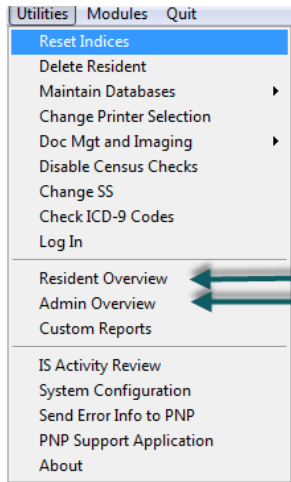 Utilities Modules Quit
Reset Indices
Delete Resident
Maintain Databases
Change Printer Selection
Doc Mgt and Imaging
Disable Census Checks
Change SS
Check ICD-9 Codes
Log In
Resident Overview
Admin Overview
Custom Reports
IS Activity Review
System Configuration
Send Error Info to PNP
PNP Support Application
About